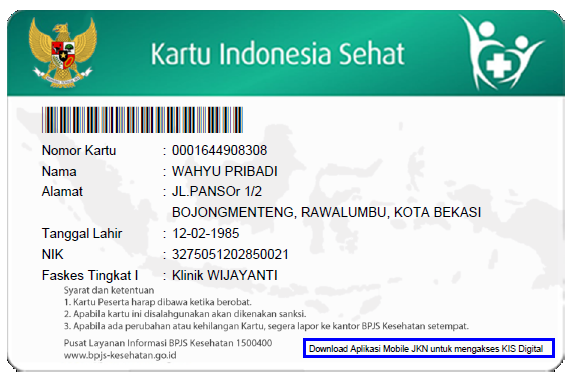 Kartu Indonesia Sehat
Nomor Kartu : 0001644908308
Nama : WAHYU PRIBADI
Alamat : JL.PANSOr 1/2
BOJONGMENTENG, RAWALUMBU, KOTA BEKASI
Tanggal Lahir : 12-02-1985
NIK : 3275051202850021
Faskes Tingkat I : Klinik WIJAYANTI
Syarat dan ketentuan
1. Kartu Peserta harap dibawa ketika berobat.
2. Apabila kartu ini disalahgunakan akan dikenakan sanksi.
3. Apabila ada perubahan atau kehilangan Kartu, segera lapor ke kantor BPJS Kesehatan setempat.
Pusat Layanan Informasi BPJS Kesehatan 1500400
www.bpjs-kesehatan.go.id
Download Aplikasi Mobile JKN untuk mengakses KIS Digital